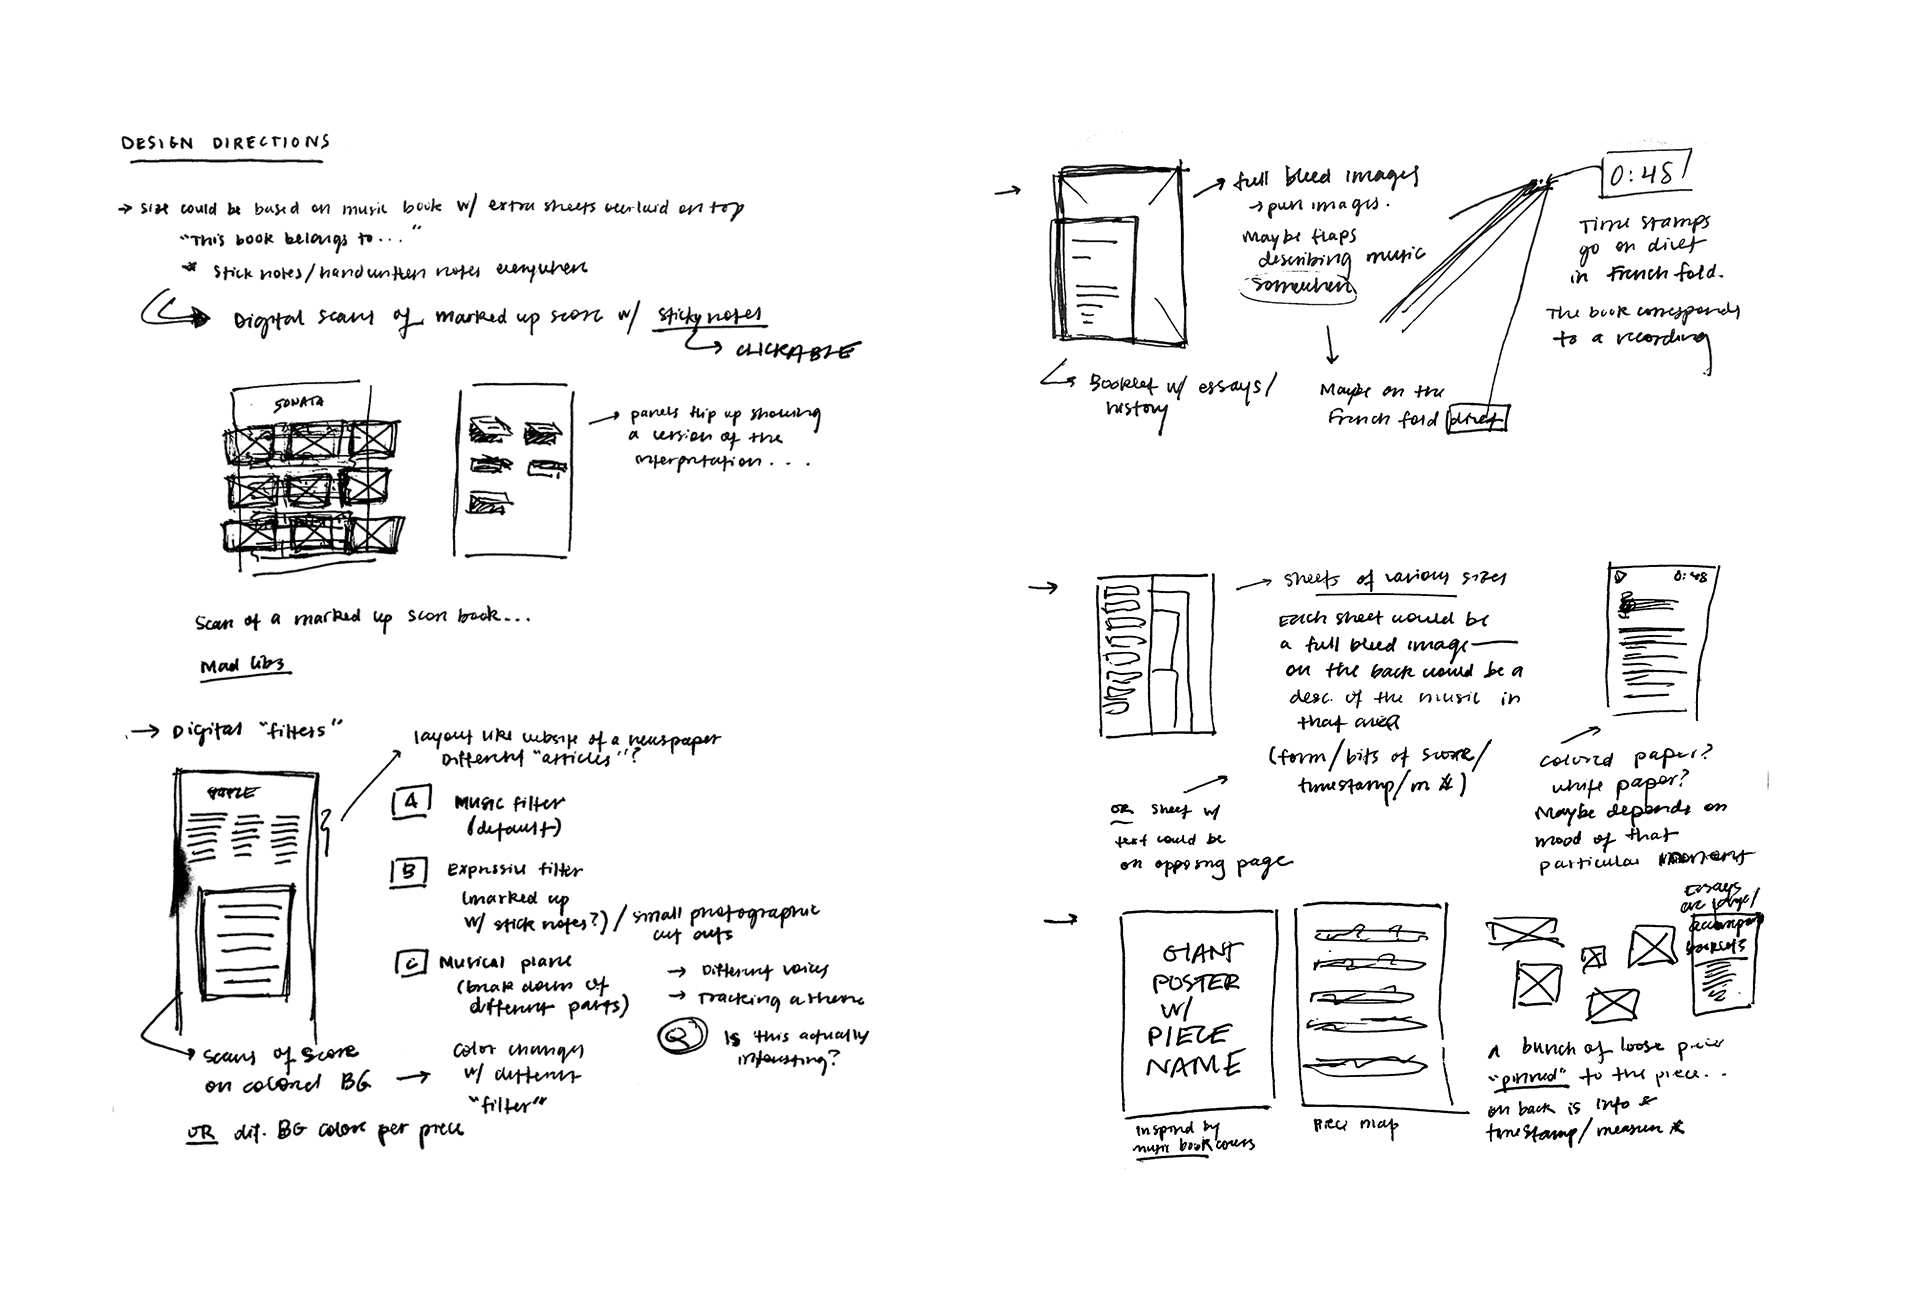 DESIGN DIRECTIONS
→ Size could be based on music book w/ extra sheets overlaid on top
"This book belongs to..."
* Stick notes/handwritten notes everywhere
Digital scans of marked up score w/ sticky notes
CLICKABLE
SONATA
→ panels flip up showing
a version of the
interpretation....
Scan of a marked up score book...
Mad libs
→ Digital "filters"
layout like website of a newspaper
Different "articles"?
A Music filter
(default)
B Expressive filter
(marked up
w/ stick notes?) / small photographic
cut outs
C Musical plane
(break down of
different parts)
→ Different voices
→ Tracking a theme
Q Is this actually
interesting?
Scans of score
on colored BG →
color changes
w/ different
"filter"
OR dif. BG colors per piece
→ full bleed images
→ pun images.
Maybe flaps
describing music
somewhere
Booklet w/ essays/
history
Maybe on the
French fold divet
0:48
Time stamps
go on divet
in French fold.
The book corresponds
to a recording
→ Sheets of various sizes
Each sheet would be
a full bleed image—
on the back would be a
desc. of the music in
that area
(form/bits of score/
timestamp/m #)
OR sheet w/
text could be
on opposing page
0:48
colored paper?
white paper?
Maybe depends on
mood of that
particular moment
GIANT
POSTER
W/
PIECE
NAME
Inspired by
music book covers
Piece map
Essays
booklets
A bunch of loose pieces
"pinned" to the piece...
on back is info &
timestamp/measure #